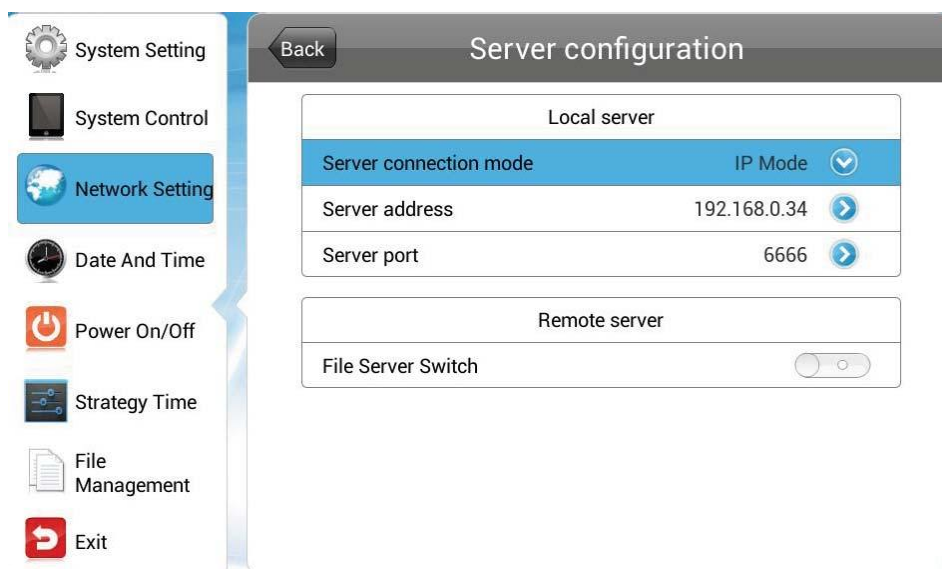 System Setting
System Control
Network Setting
Date And Time
Power On/Off
Strategy Time
File
Management
Exit
Back
Server configuration
Local server
Server connection mode IP Mode
Server address 192.168.0.34
Server port 6666
Remote server
File Server Switch